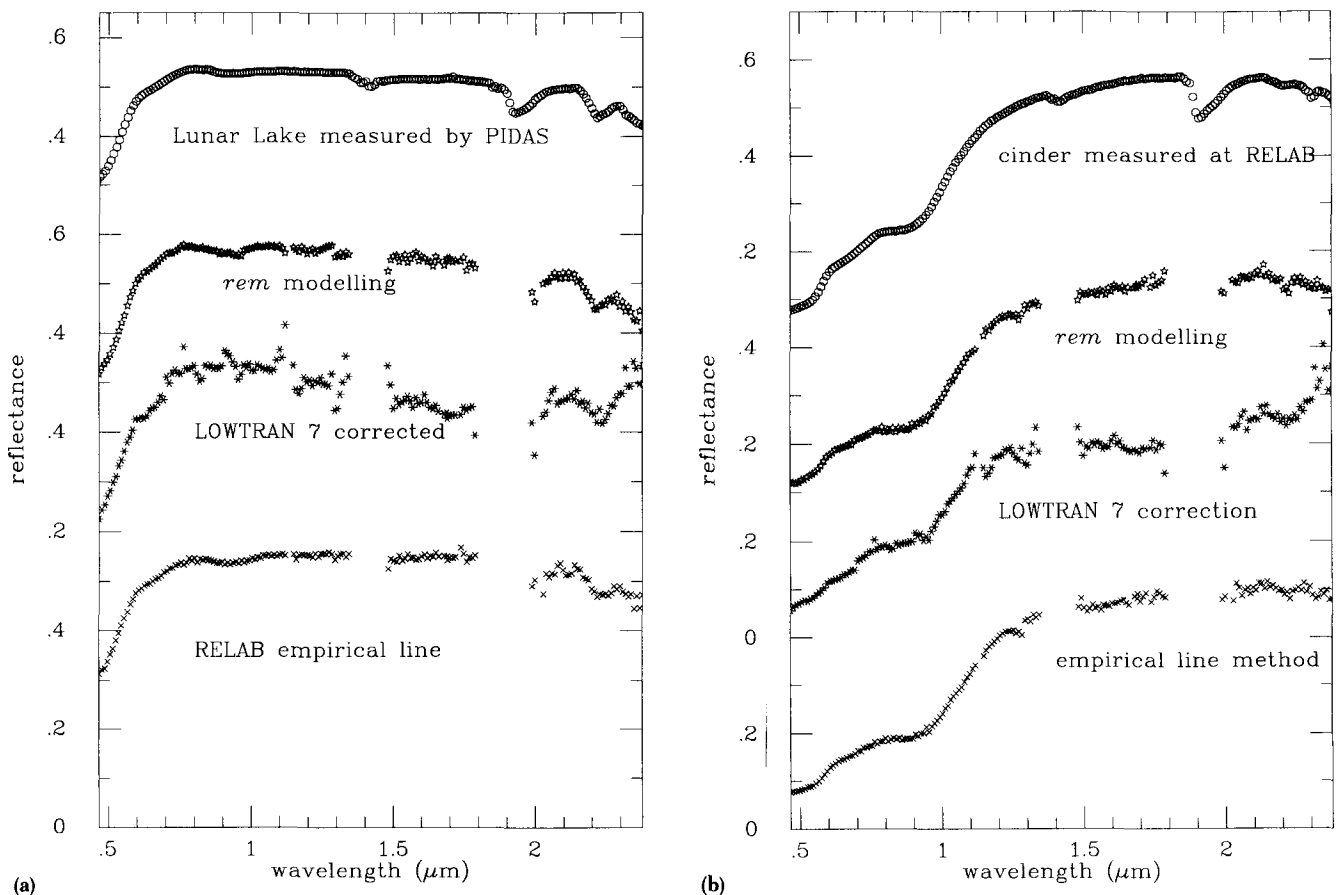 .6
Lunar Lake measured by PIDAS
.4
.6
rem modelling
.4
LOWTRAN 7 corrected
.2
.4
RELAB empirical line
.2
0
reflectance
.5
1
1.5
2
wavelength (μm)
(a)
.6
cinder measured at RELAB
.4
.2
rem modelling
.4
.2
LOWTRAN 7 correction
.2
0
empirical line method
.2
0
reflectance
.5
1
1.5
2
wavelength (μm)
(b)